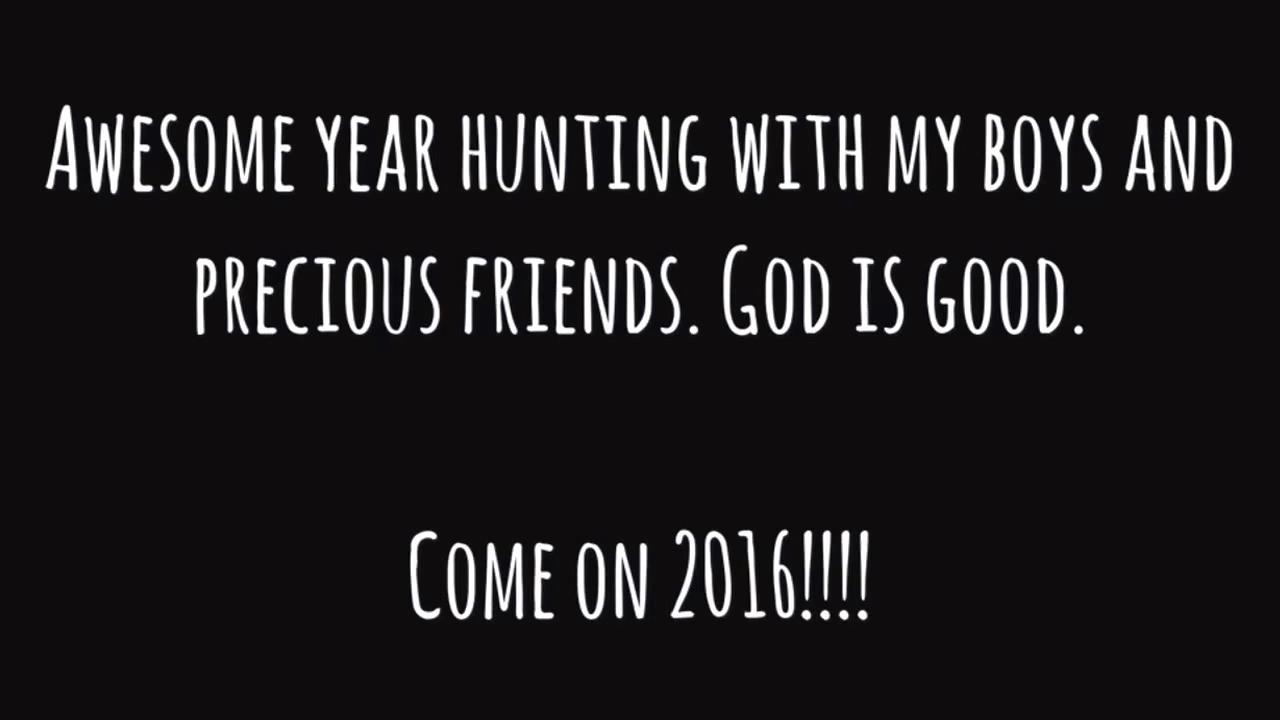 Awesome year hunting with my boys and
precious friends. God is good.
Come on 2016!!!!